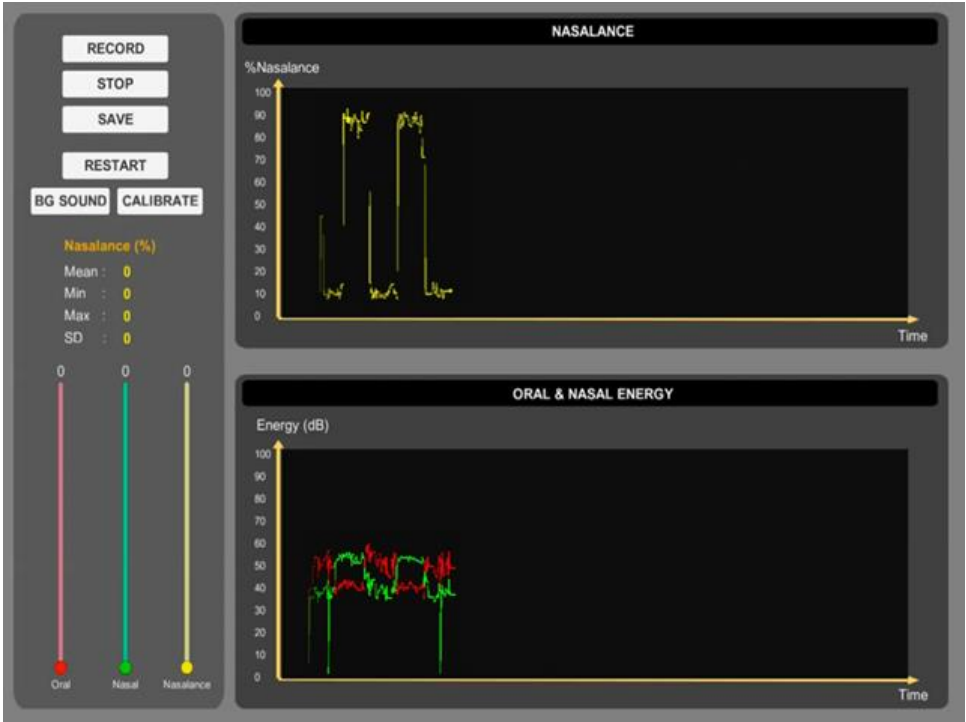 RECORD
STOP
SAVE
RESTART
BG SOUND CALIBRATE
Nasalance (%)
Mean : 0
Min : 0
Max : 0
SD : 0
0 0 0
Oral Nasal Nasalance
NASALANCE
%Nasalance
100
90
80
70
60
50
40
30
20
10
0
Time
ORAL & NASAL ENERGY
Energy (dB)
100
90
80
70
60
50
40
30
20
10
0
Time